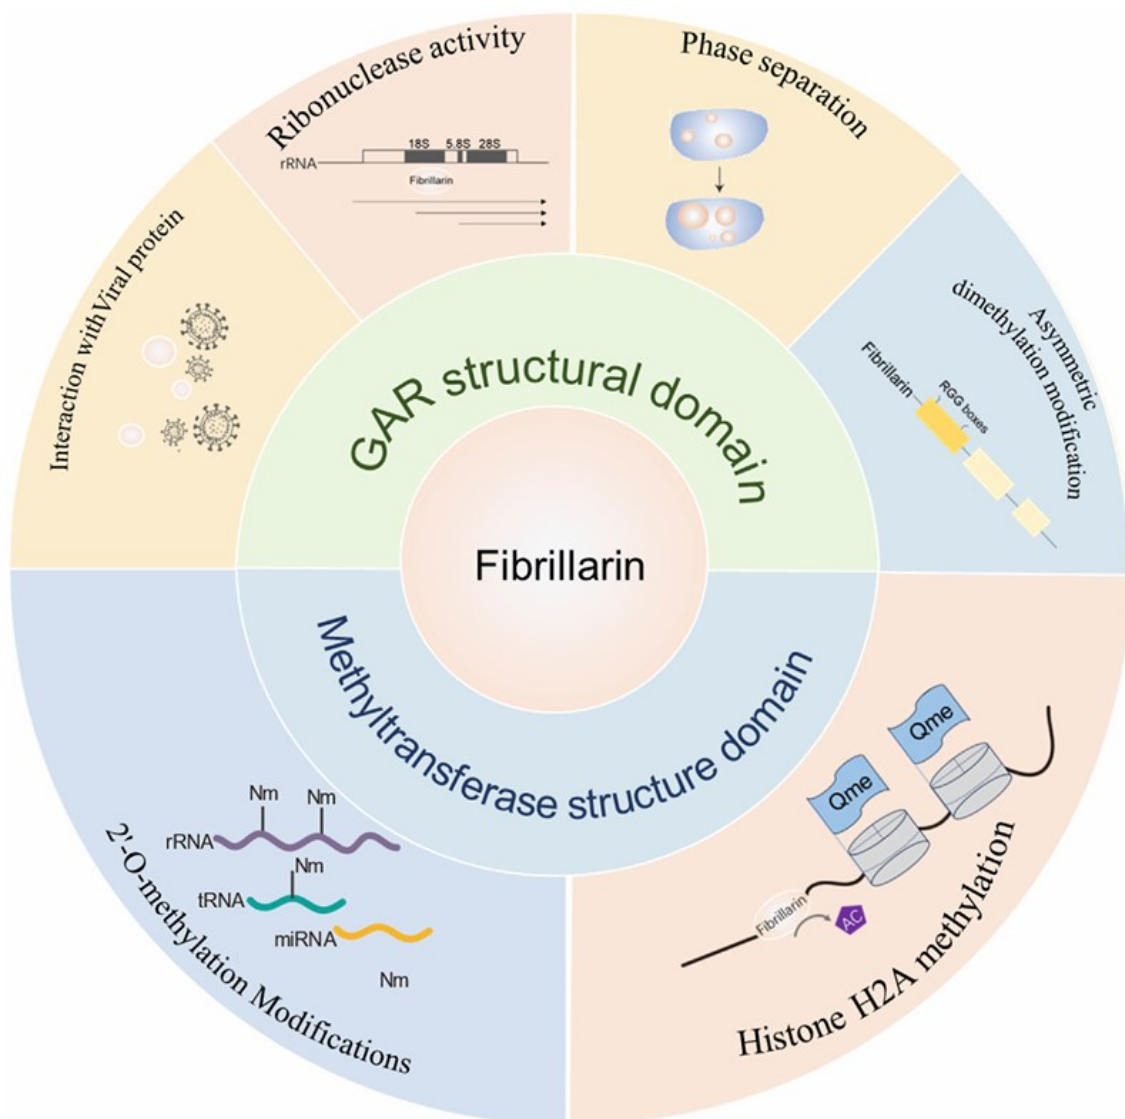 Ribonuclease activity
18S 5.8S 28S
rRNA
Fibrillarin
Phase separation
Asymmetric
dimethylation modification
Fibrillarin
RGG boxes
Interaction with Viral protein
GAR structural domain
Fibrillarin
Methyltransferase structure domain
2'-O-methylation Modifications
Nm
Nm
rRNA
Nm
tRNA
miRNA
Nm
Qme
Qme
Fibrillarin
AC
Histone H2A methylation